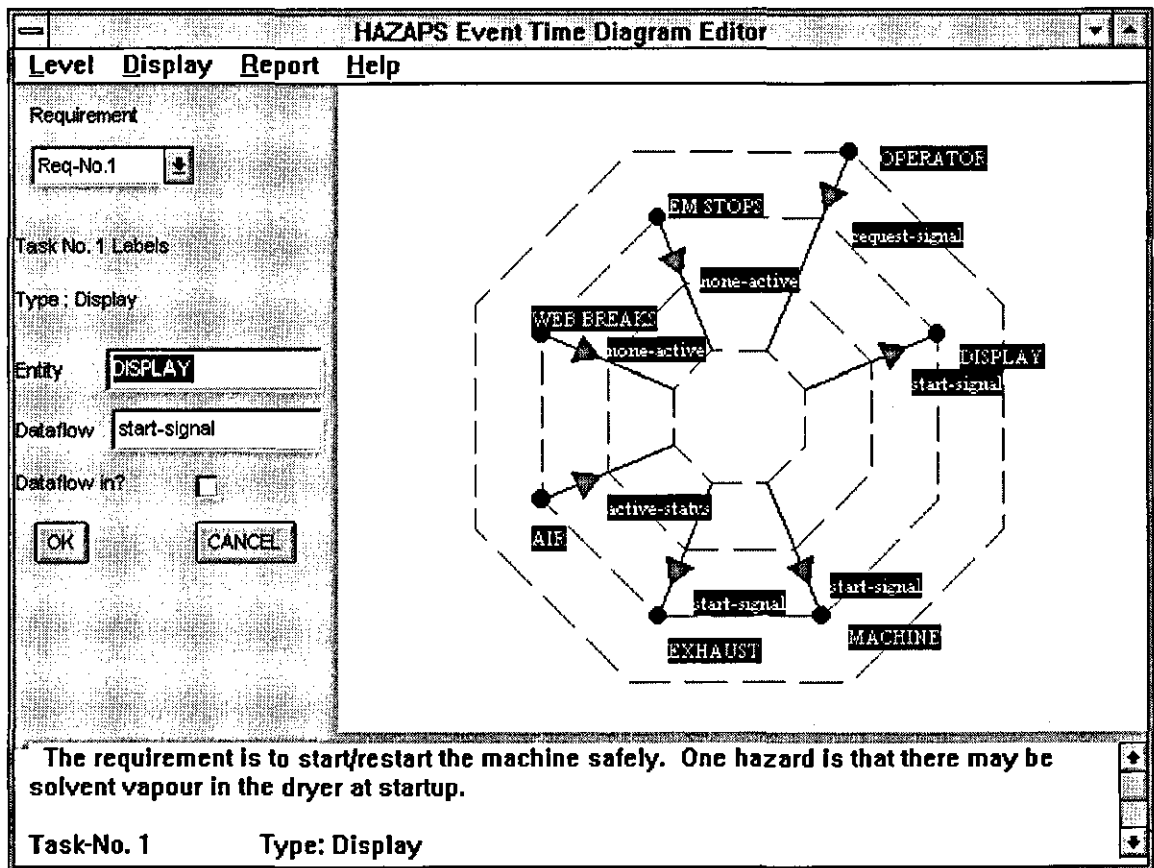 HAZAPS Event Time Diagram Editor
Level Display Report Help
Requirement
Req-No.1
Task No. 1 Labels
Type : Display
Entity DISPLAY
Dataflow start-signal
Dataflow in?
OK CANCEL
OPERATOR
EM STOPS
request-signal
none-active
WEB BREAKS
none-active
DISPLAY
start-signal
active-status
AIR
start-signal
start-signal
EXHAUST
MACHINE
The requirement is to start/restart the machine safely. One hazard is that there may be
solvent vapour in the dryer at startup.
Task-No. 1 Type: Display